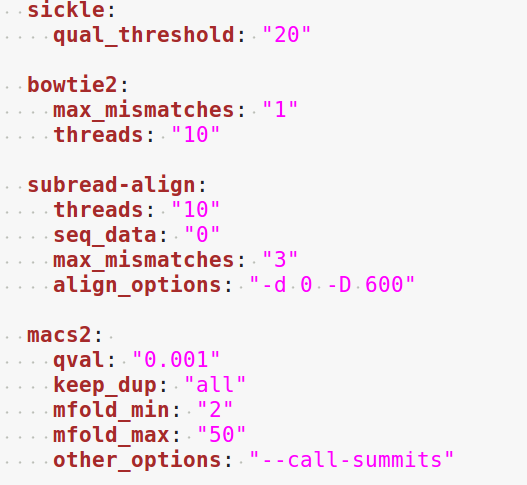 sickle:
qual_threshold: "20"
bowtie2:
max_mismatches: "1"
threads: "10"
subread-align:
threads: "10"
seq_data: "0"
max_mismatches: "3"
align_options: "-d 0 -D 600"
macs2:
qval: "0.001"
keep_dup: "all"
mfold_min: "2"
mfold_max: "50"
other_options: "--call-summits"